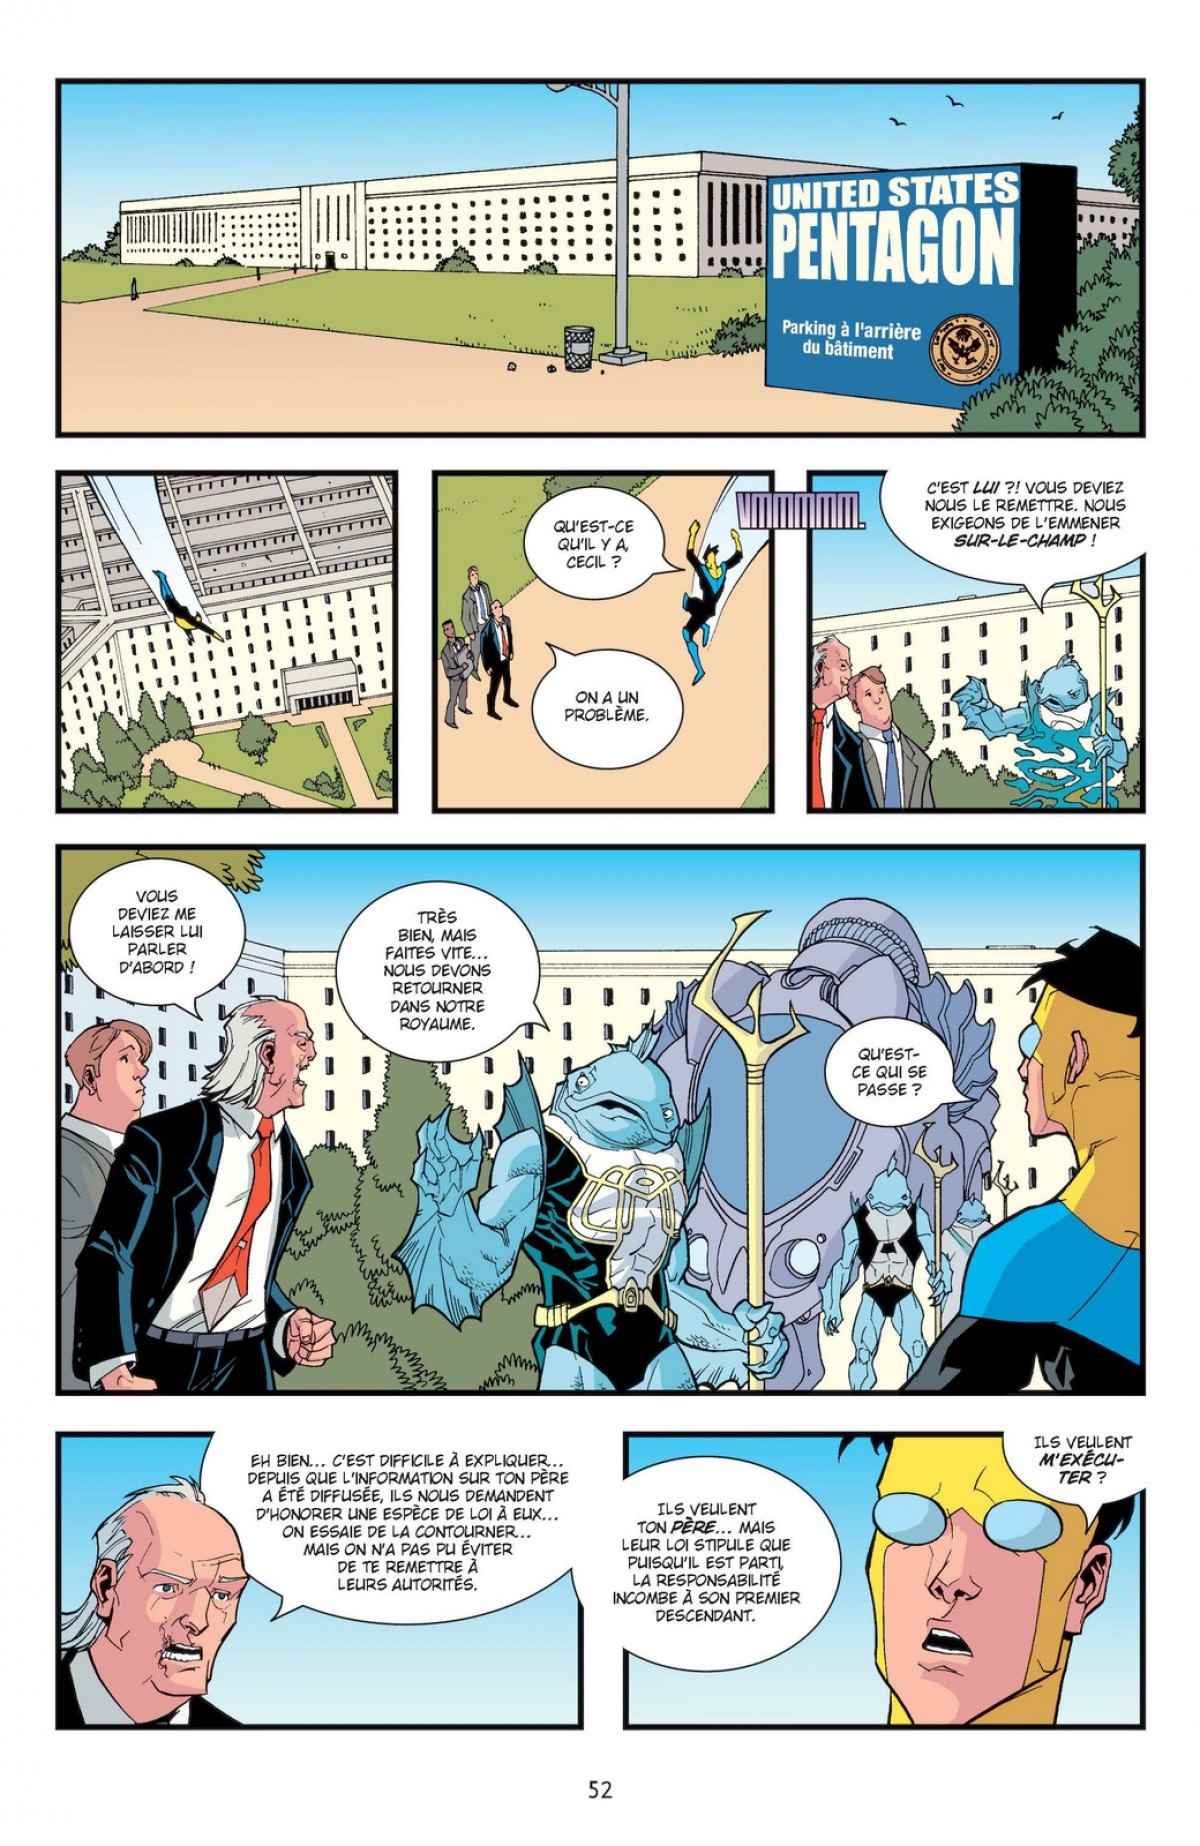 UNITED STATES
PENTAGON
Parking à l'arrière
du bâtiment
QU'EST-CE
QU'IL Y A,
CECIL ?
ON A UN
PROBLÈME.
C'EST LUI ?! VOUS DEVIEZ
NOUS LE REMETTRE. NOUS
EXIGEONS DE L'EMMENER
SUR-LE-CHAMP !
VOUS
DEVIEZ ME
LAISSER LUI
PARLER
D'ABORD !
TRÈS
BIEN, MAIS
FAITES VITE...
NOUS DEVONS
RETOURNER
DANS NOTRE
ROYAUME.
QU'EST-
CE QUI SE
PASSE ?
EH BIEN... C'EST DIFFICILE À EXPLIQUER...
DEPUIS QUE L'INFORMATION SUR TON PÈRE
A ÉTÉ DIFFUSÉE, ILS NOUS DEMANDENT
D'HONORER UNE ESPÈCE DE LOI À EUX...
ON ESSAIE DE LA CONTOURNER...
MAIS ON N'A PAS PU ÉVITER
DE TE REMETTRE À
LEURS AUTORITÉS.
ILS VEULENT
TON PÈRE... MAIS
LEUR LOI STIPULE QUE
PUISQU'IL EST PARTI,
LA RESPONSABILITÉ
INCOMBE À SON PREMIER
DESCENDANT.
ILS VEULENT
M'EXÉCU-
TER ?
52